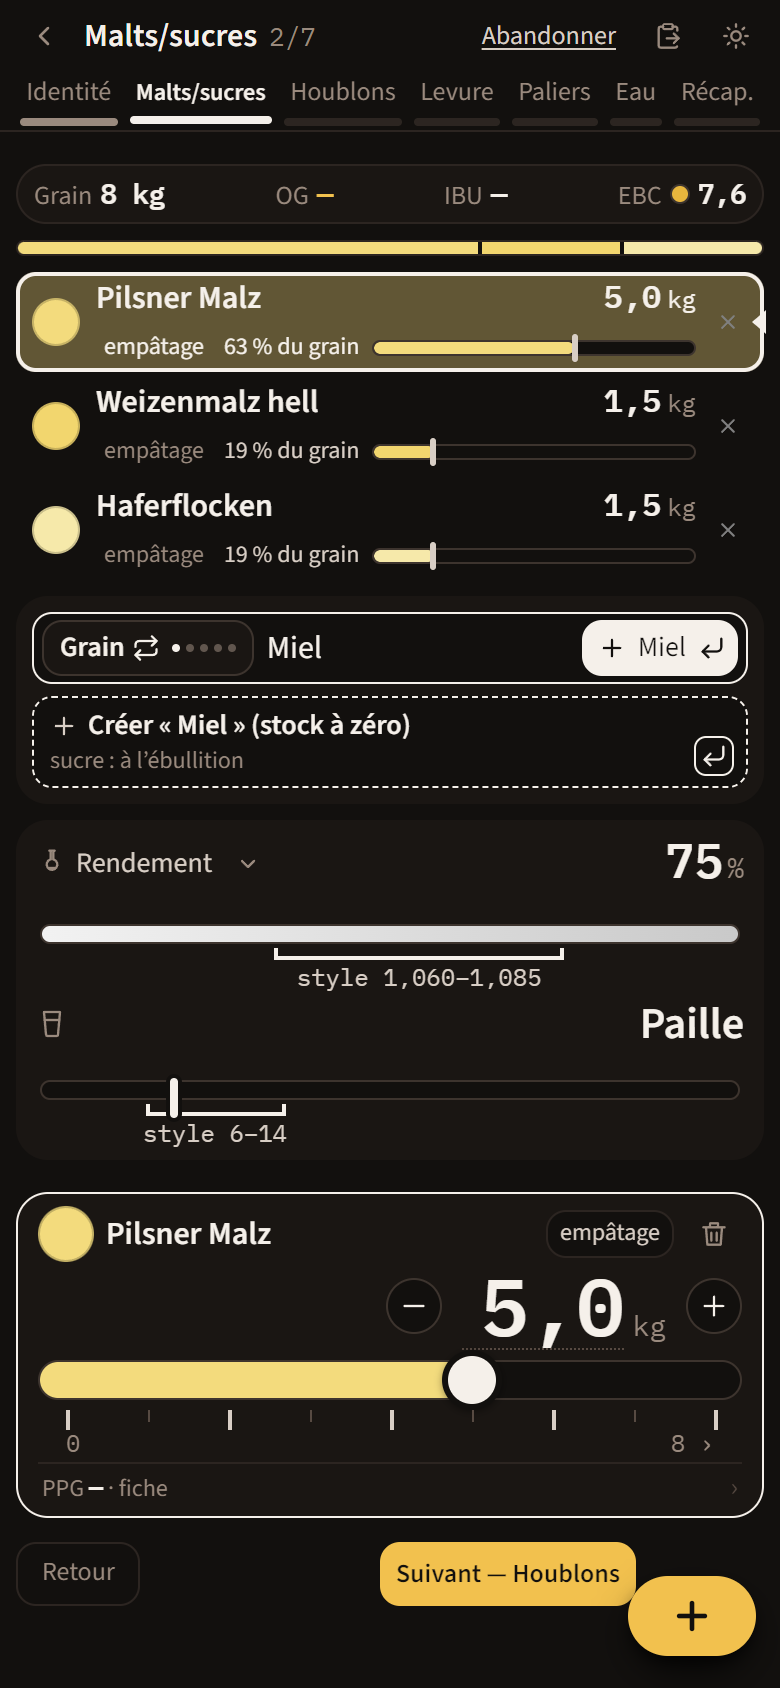 Malts/sucres 2/7 Abandonner
Identité Malts/sucres Houblons Levure Paliers Eau Récap.
Grain 8 kg OG — IBU — EBC 7,6
Pilsner Malz 5,0 kg ×
empâtage 63 % du grain
Weizenmalz hell 1,5 kg ×
empâtage 19 % du grain
Haferflocken 1,5 kg ×
empâtage 19 % du grain
Grain Miel + Miel
+ Créer « Miel » (stock à zéro)
sucre : à l’ébullition
Rendement 75 %
style 1,060–1,085
Paille
style 6–14
Pilsner Malz empâtage
− 5,0 kg +
0 8 ›
PPG — · fiche ›
Retour Suivant — Houblons
+